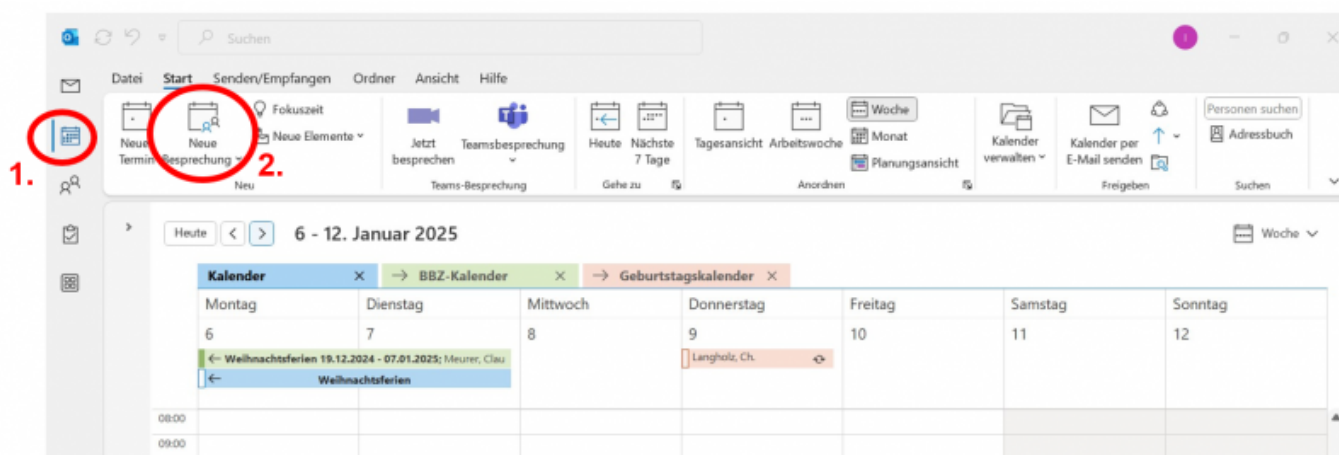 Suchen
Datei Start Senden/Empfangen Ordner Ansicht Hilfe
1.
2.
Neuer Termin
Neue Besprechung
Fokuszeit
Neue Elemente
Neu
Jetzt besprechen
Teamsbesprechung
Teams-Besprechung
Heute
Nächste 7 Tage
Gehe zu
Tagesansicht
Arbeitswoche
Woche
Monat
Planungsansicht
Anordnen
Kalender verwalten
Kalender per E-Mail senden
Freigeben
Personen suchen
Adressbuch
Suchen
Heute 6 - 12. Januar 2025 Woche
Kalender BBZ-Kalender Geburtstagskalender
Montag Dienstag Mittwoch Donnerstag Freitag Samstag Sonntag
6 7 8 9 10 11 12
Weihnachtsferien 19.12.2024 - 07.01.2025; Meurer, Clau
Langholz, Ch.
Weihnachtsferien
08:00
09:00